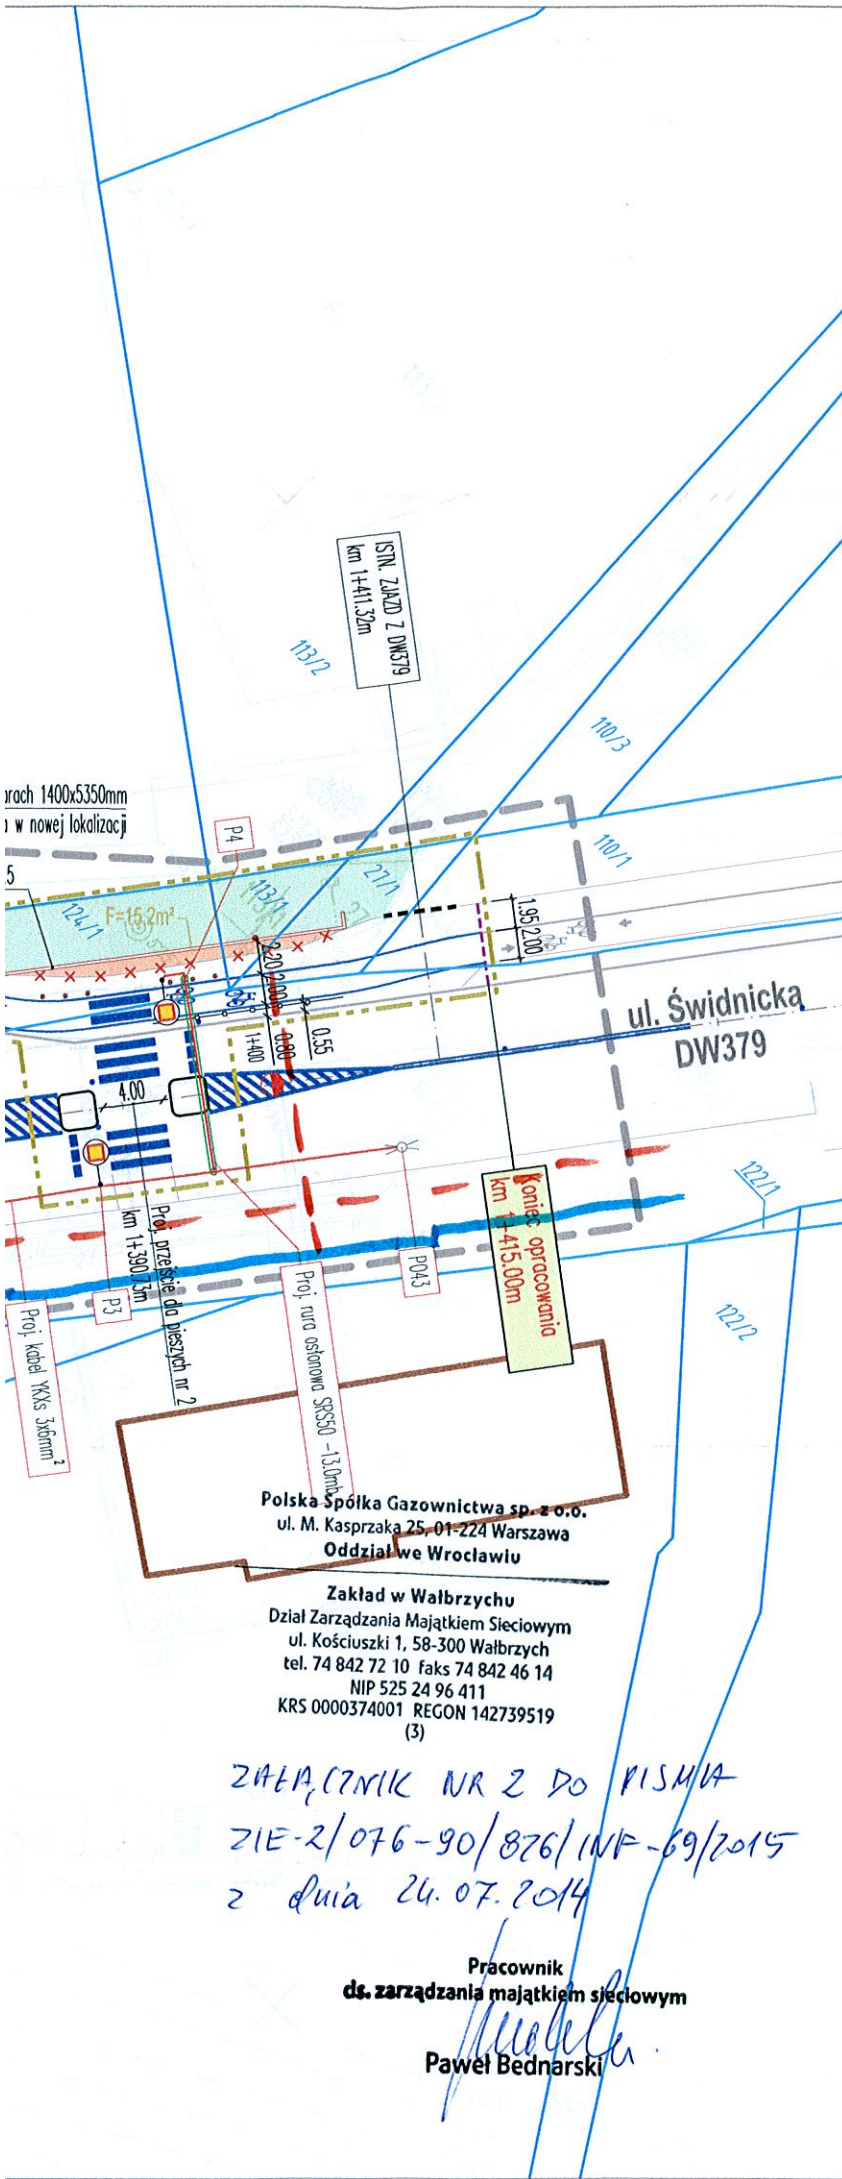 ISTN. ZJAZD Z DW379
km 1+411.32m
113/2
110/3
orach 1400x5350mm
w nowej lokalizacji
P4
5
110/1
27/1
113/1
124/1
F=15.2m²
1.95 2.00
2.20 2.00
0.55
0.80
1+400
ul. Świdnicka
DW379
4.00
122/1
122/2
Koniec opracowania
km 1+415.00m
P043
P3
Proj. przejście dla pieszych nr 2
km 1+390.73m
Proj. rura osłonowa SRS50 -13.0mb
Proj. kabel YKXs 3x6mm²
Polska Spółka Gazownictwa sp. z o.o.
ul. M. Kasprzaka 25, 01-224 Warszawa
Oddział we Wrocławiu
Zakład w Wałbrzychu
Dział Zarządzania Majątkiem Sieciowym
ul. Kościuszki 1, 58-300 Wałbrzych
tel. 74 842 72 10 faks 74 842 46 14
NIP 525 24 96 411
KRS 0000374001 REGON 142739519
(3)
ZAŁĄCZNIK NR 2 DO PISMA
ZIE-2/076-90/826/INF-69/2015
z dnia 24.07.2014
Pracownik
ds. zarządzania majątkiem sieciowym
Paweł Bednarski